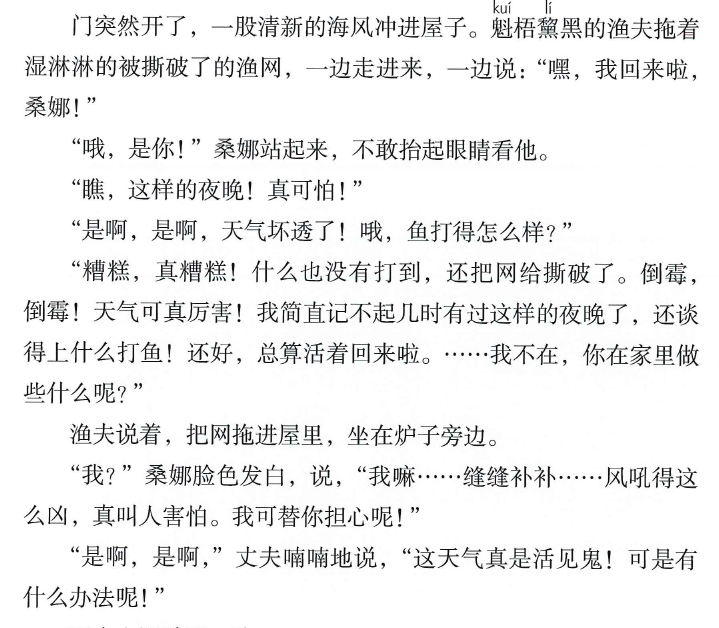 kuí lí
门突然开了，一股清新的海风冲进屋子。魁梧黧黑的渔夫拖着
湿淋淋的被撕破了的渔网，一边走进来，一边说：“嘿，我回来啦，
桑娜！”
“哦，是你！”桑娜站起来，不敢抬起眼睛看他。
“瞧，这样的夜晚！真可怕！”
“是啊，是啊，天气坏透了！哦，鱼打得怎么样？”
“糟糕，真糟糕！什么也没有打到，还把网给撕破了。倒霉，
倒霉！天气可真厉害！我简直记不起几时有过这样的夜晚了，还谈
得上什么打鱼！还好，总算活着回来啦。……我不在，你在家里做
些什么呢？”
渔夫说着，把网拖进屋里，坐在炉子旁边。
“我？”桑娜脸色发白，说，“我嘛……缝缝补补……风吼得这
么凶，真叫人害怕。我可替你担心呢！”
“是啊，是啊，”丈夫喃喃地说，“这天气真是活见鬼！可是有
什么办法呢！”